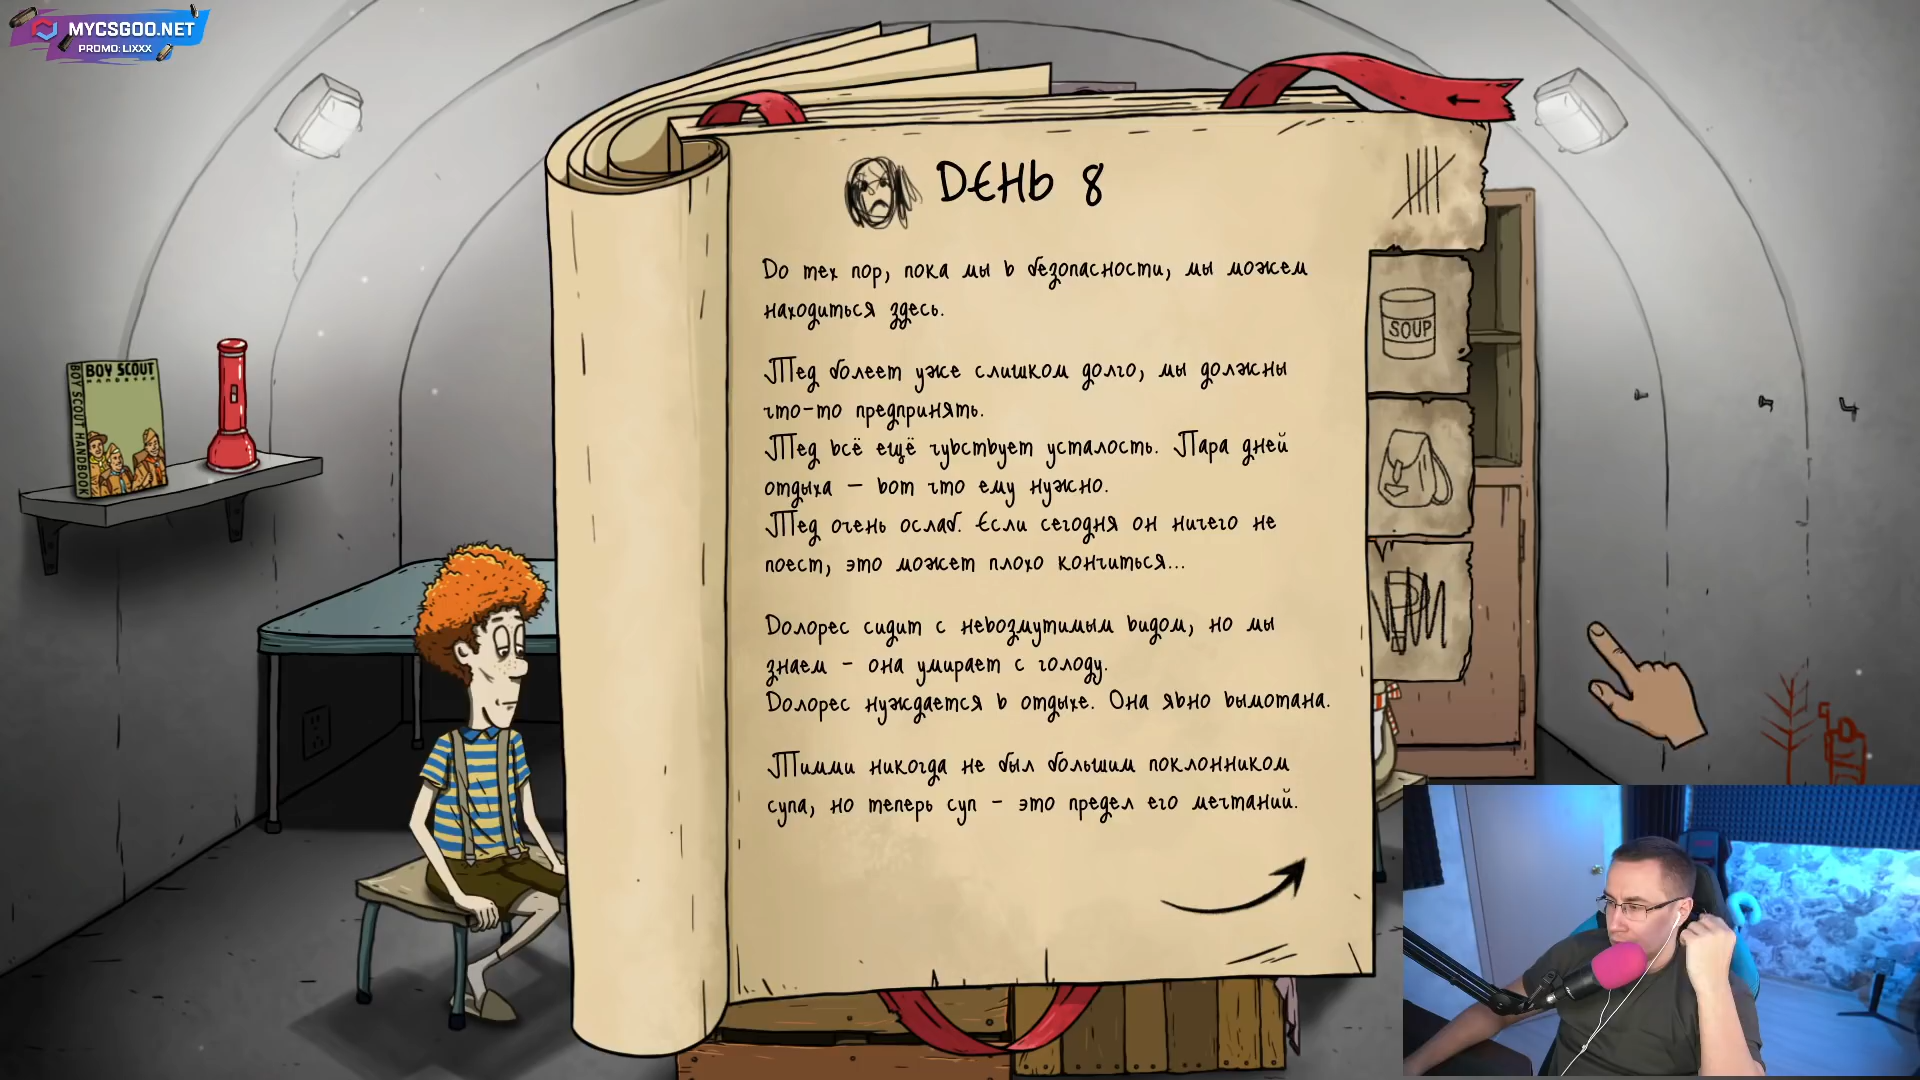 MYCSGOO.NET
PROMO: LIXXX
BOY SCOUT
HANDBOOK
BOY SCOUT HANDBOOK
ДЕНЬ 8
До тех пор, пока мы в безопасности, мы можем
находиться здесь.
Тед болеет уже слишком долго, мы должны
что-то предпринять.
Тед всё ещё чувствует усталость. Пара дней
отдыха — вот что ему нужно.
Тед очень ослаб. Если сегодня он ничего не
поест, это может плохо кончиться...
Долорес сидит с невозмутимым видом, но мы
знаем - она умирает с голоду.
Долорес нуждается в отдыхе. Она явно вымотана.
Тимми никогда не был большим поклонником
супа, но теперь суп - это предел его мечтаний.
SOUP